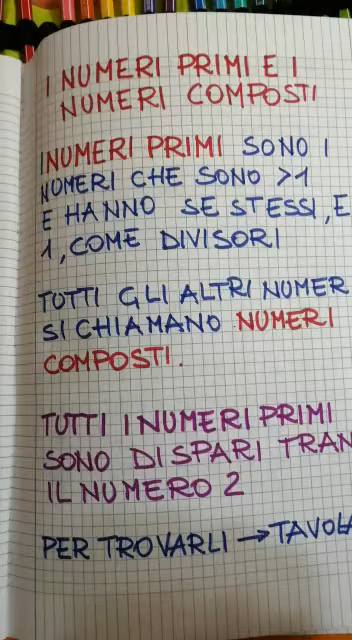 I NUMERI PRIMI E I
NUMERI COMPOSTI
I NUMERI PRIMI SONO I
NUMERI CHE SONO >1
E HANNO SE STESSI, E
1, COME DIVISORI
TUTTI GLI ALTRI NUMER
SI CHIAMANO NUMERI
COMPOSTI.
TUTTI I NUMERI PRIMI
SONO DISPARI TRAN
IL NUMERO 2
PER TROVARLI → TAVOLA